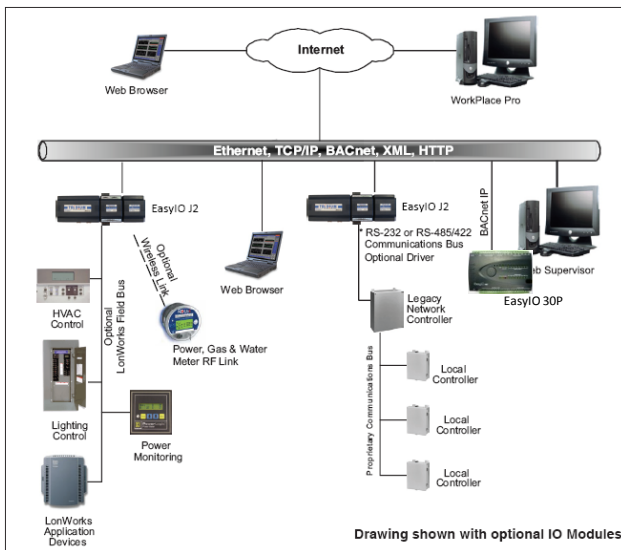 Internet
Web Browser
WorkPlace Pro
Ethernet, TCP/IP, BACnet, XML, HTTP
EasyIO J2
EasyIO J2
* RS-232 or RS-485/422
Communications Bus
Optional Driver
BACnet IP
Optional
Wireless Link
Web Browser
eb Supervisor
EasyIO 30P
HVAC
Control
Optional
LonWorks Field Bus
Power, Gas & Water
Meter RF Link
Legacy
Network
Controller
Lighting
Control
Power
Monitoring
Proprietary Communications Bus
Local
Controller
Local
Controller
Local
Controller
LonWorks
Application
Devices
Drawing shown with optional IO Modules